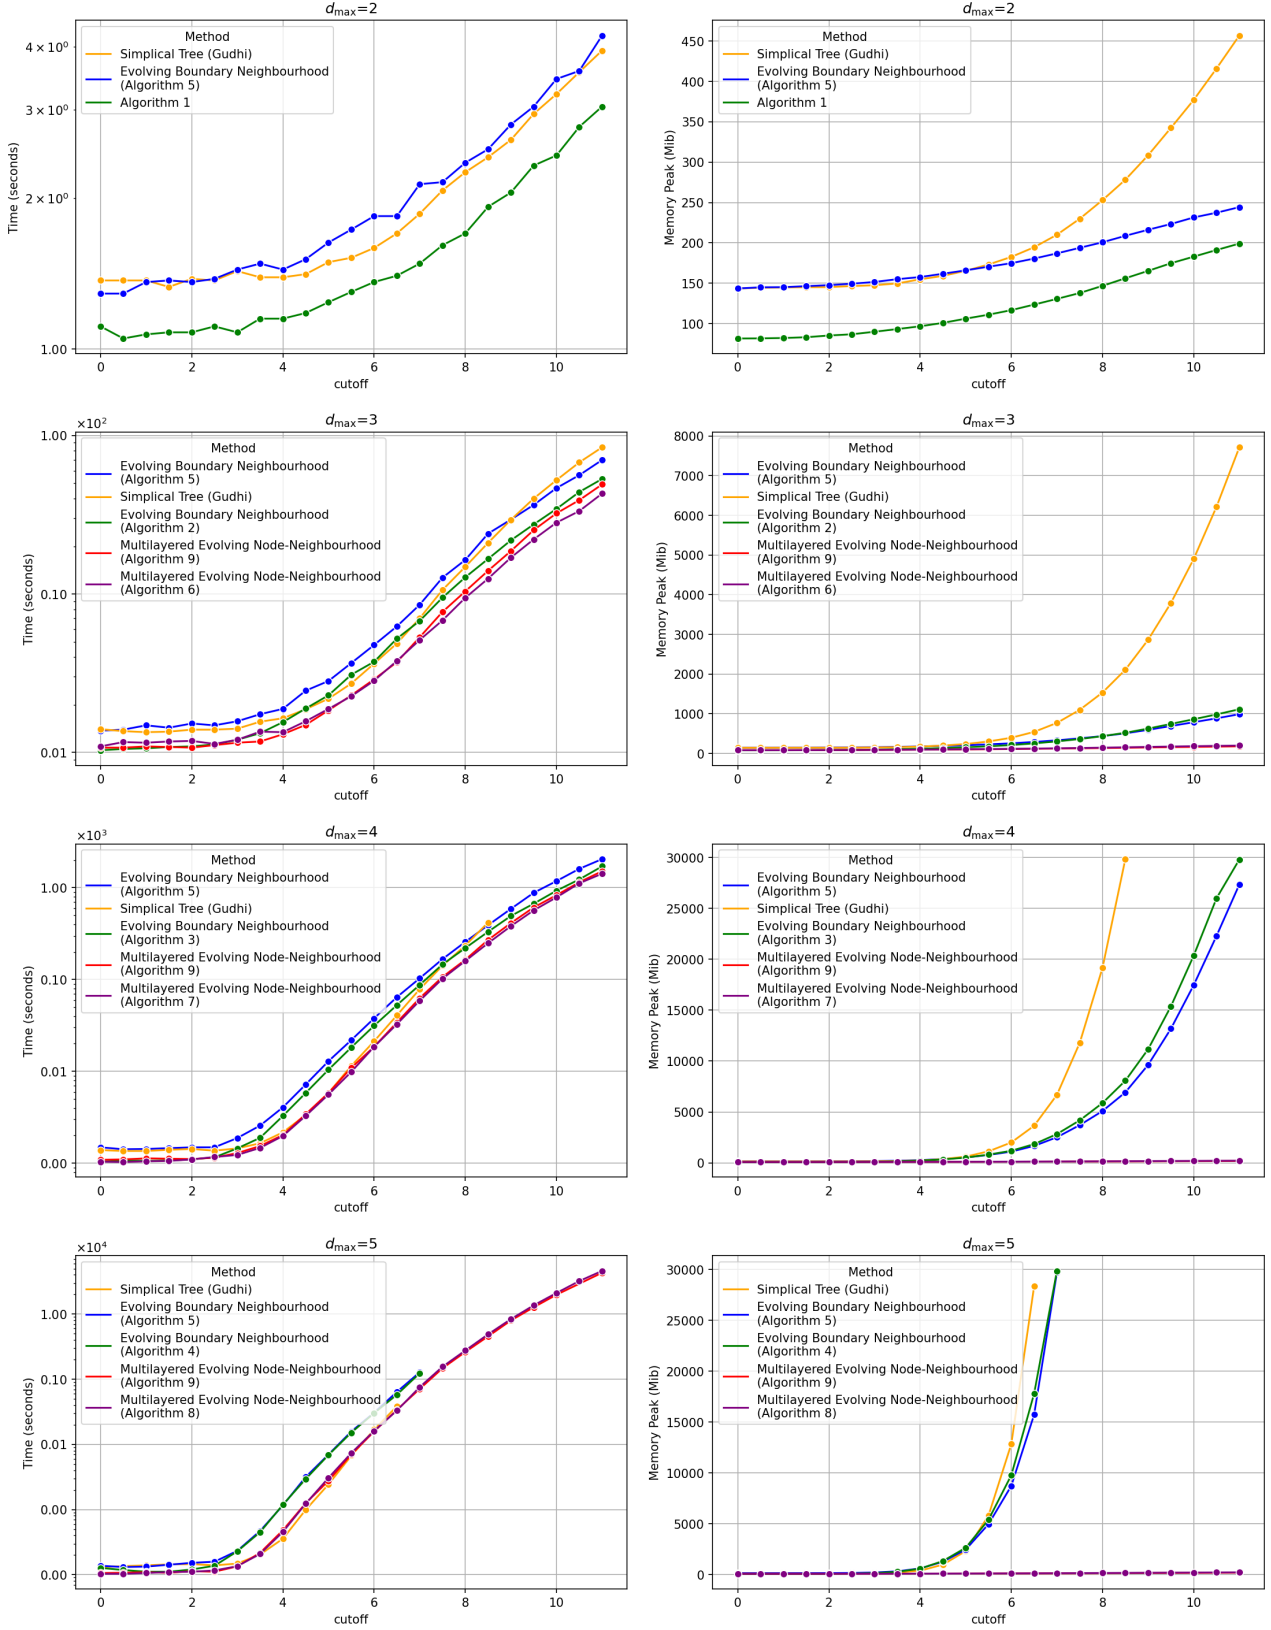 d_max=2
4 × 10⁰
3 × 10⁰
2 × 10⁰
1.00
Time (seconds)
Method
Simplical Tree (Gudhi)
Evolving Boundary Neighbourhood
(Algorithm 5)
Algorithm 1
0 2 4 6 8 10
cutoff
d_max=2
450
400
350
300
250
200
150
100
Memory Peak (Mib)
Method
Simplical Tree (Gudhi)
Evolving Boundary Neighbourhood
(Algorithm 5)
Algorithm 1
0 2 4 6 8 10
cutoff
d_max=3
×10²
1.00
0.10
0.01
Time (seconds)
Method
Evolving Boundary Neighbourhood
(Algorithm 5)
Simplical Tree (Gudhi)
Evolving Boundary Neighbourhood
(Algorithm 2)
Multilayered Evolving Node-Neighbourhood
(Algorithm 9)
Multilayered Evolving Node-Neighbourhood
(Algorithm 6)
0 2 4 6 8 10
cutoff
d_max=3
8000
7000
6000
5000
4000
3000
2000
1000
0
Memory Peak (Mib)
Method
Evolving Boundary Neighbourhood
(Algorithm 5)
Simplical Tree (Gudhi)
Evolving Boundary Neighbourhood
(Algorithm 2)
Multilayered Evolving Node-Neighbourhood
(Algorithm 9)
Multilayered Evolving Node-Neighbourhood
(Algorithm 6)
0 2 4 6 8 10
cutoff
d_max=4
×10³
1.00
0.10
0.01
0.00
Time (seconds)
Method
Evolving Boundary Neighbourhood
(Algorithm 5)
Simplical Tree (Gudhi)
Evolving Boundary Neighbourhood
(Algorithm 3)
Multilayered Evolving Node-Neighbourhood
(Algorithm 9)
Multilayered Evolving Node-Neighbourhood
(Algorithm 7)
0 2 4 6 8 10
cutoff
d_max=4
30000
25000
20000
15000
10000
5000
0
Memory Peak (Mib)
Method
Evolving Boundary Neighbourhood
(Algorithm 5)
Simplical Tree (Gudhi)
Evolving Boundary Neighbourhood
(Algorithm 3)
Multilayered Evolving Node-Neighbourhood
(Algorithm 9)
Multilayered Evolving Node-Neighbourhood
(Algorithm 7)
0 2 4 6 8 10
cutoff
d_max=5
×10⁴
1.00
0.10
0.01
0.00
0.00
Time (seconds)
Method
Simplical Tree (Gudhi)
Evolving Boundary Neighbourhood
(Algorithm 5)
Evolving Boundary Neighbourhood
(Algorithm 4)
Multilayered Evolving Node-Neighbourhood
(Algorithm 9)
Multilayered Evolving Node-Neighbourhood
(Algorithm 8)
0 2 4 6 8 10
cutoff
d_max=5
30000
25000
20000
15000
10000
5000
0
Memory Peak (Mib)
Method
Simplical Tree (Gudhi)
Evolving Boundary Neighbourhood
(Algorithm 5)
Evolving Boundary Neighbourhood
(Algorithm 4)
Multilayered Evolving Node-Neighbourhood
(Algorithm 9)
Multilayered Evolving Node-Neighbourhood
(Algorithm 8)
0 2 4 6 8 10
cutoff